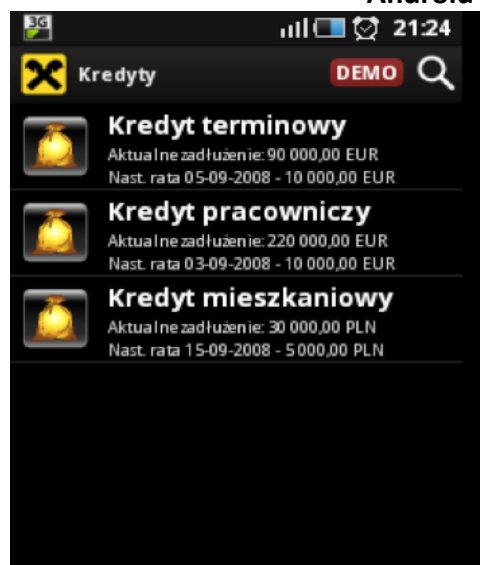 Android
3G
21:24
Kredyty DEMO
Kredyt terminowy
Aktualne zadłużenie: 90 000,00 EUR
Nast. rata 05-09-2008 - 10 000,00 EUR
Kredyt pracowniczy
Aktualne zadłużenie: 220 000,00 EUR
Nast. rata 03-09-2008 - 10 000,00 EUR
Kredyt mieszkaniowy
Aktualne zadłużenie: 30 000,00 PLN
Nast. rata 15-09-2008 - 5 000,00 PLN